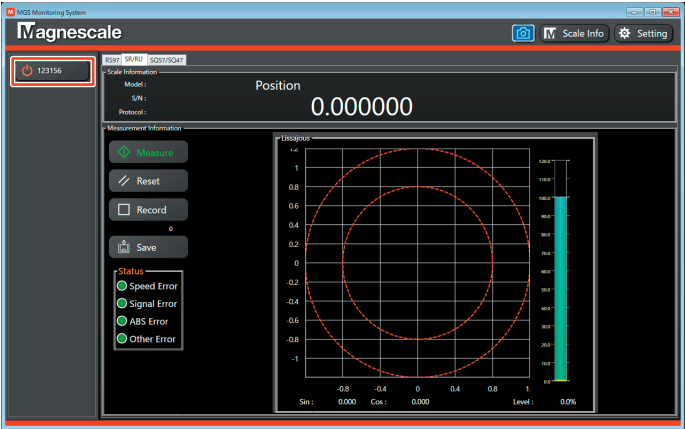 MGS Monitoring System
Magnescale
Scale Info
Setting
123156
RS97 SR/RU SQ57/SQ47
Scale Information
Model :
S/N :
Protocol :
Position
0.000000
Measurement Information
Measure
Reset
Record
0
Save
Status
Speed Error
Signal Error
ABS Error
Other Error
Lissajous
1.2
1
0.8
0.6
0.4
0.2
0
-0.2
-0.4
-0.6
-0.8
-1
-0.8 -0.4 0 0.4 0.8 1
Sin : 0.000 Cos : 0.000
120.0
110.0
100.0
90.0
80.0
70.0
60.0
50.0
40.0
30.0
20.0
10.0
0.0
Level : 0.0%